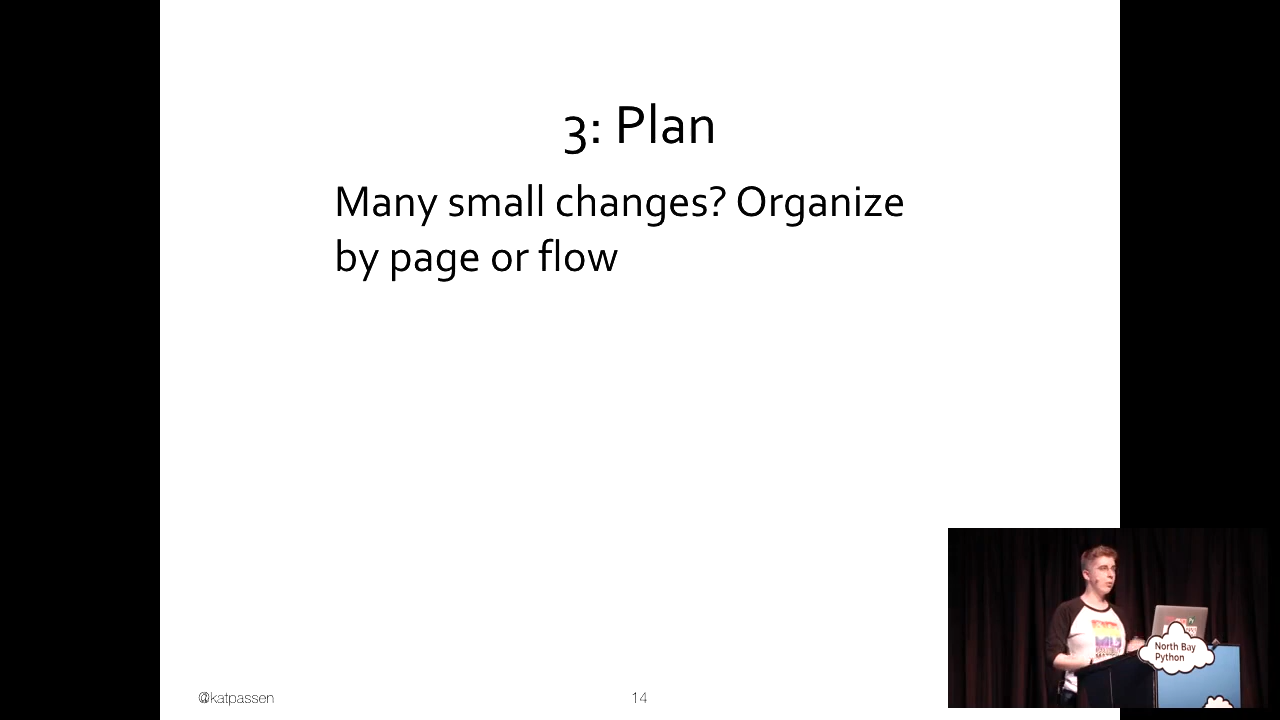 3: Plan
Many small changes? Organize
by page or flow
@katpassen
14
North Bay
Python